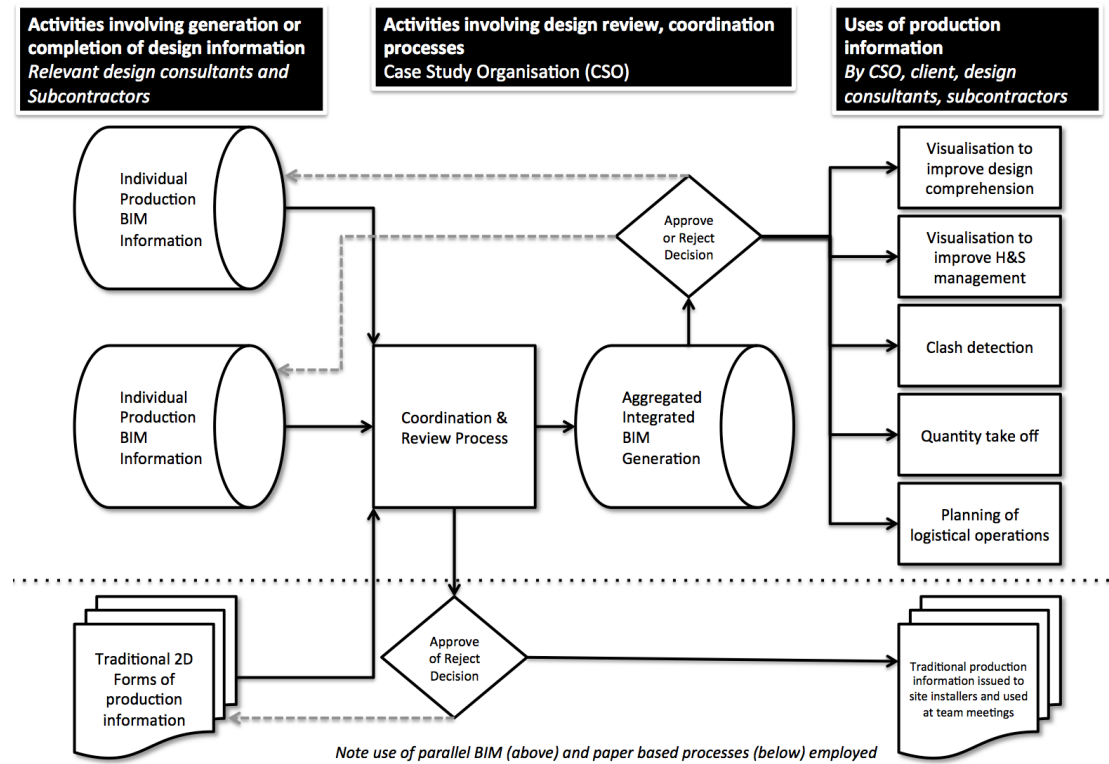 Activities involving generation or
completion of design information
Relevant design consultants and
Subcontractors
Activities involving design review, coordination
processes
Case Study Organisation (CSO)
Uses of production
information
By CSO, client, design
consultants, subcontractors
Individual
Production
BIM
Information
Approve
or Reject
Decision
Visualisation to
improve design
comprehension
Visualisation to
improve H&S
management
Clash detection
Individual
Production
BIM
Information
Coordination &
Review Process
Aggregated
Integrated
BIM
Generation
Quantity take off
Planning of
logistical operations
Traditional 2D
Forms of
production
information
Approve
of Reject
Decision
Traditional production
information issued to
site installers and used
at team meetings
Note use of parallel BIM (above) and paper based processes (below) employed